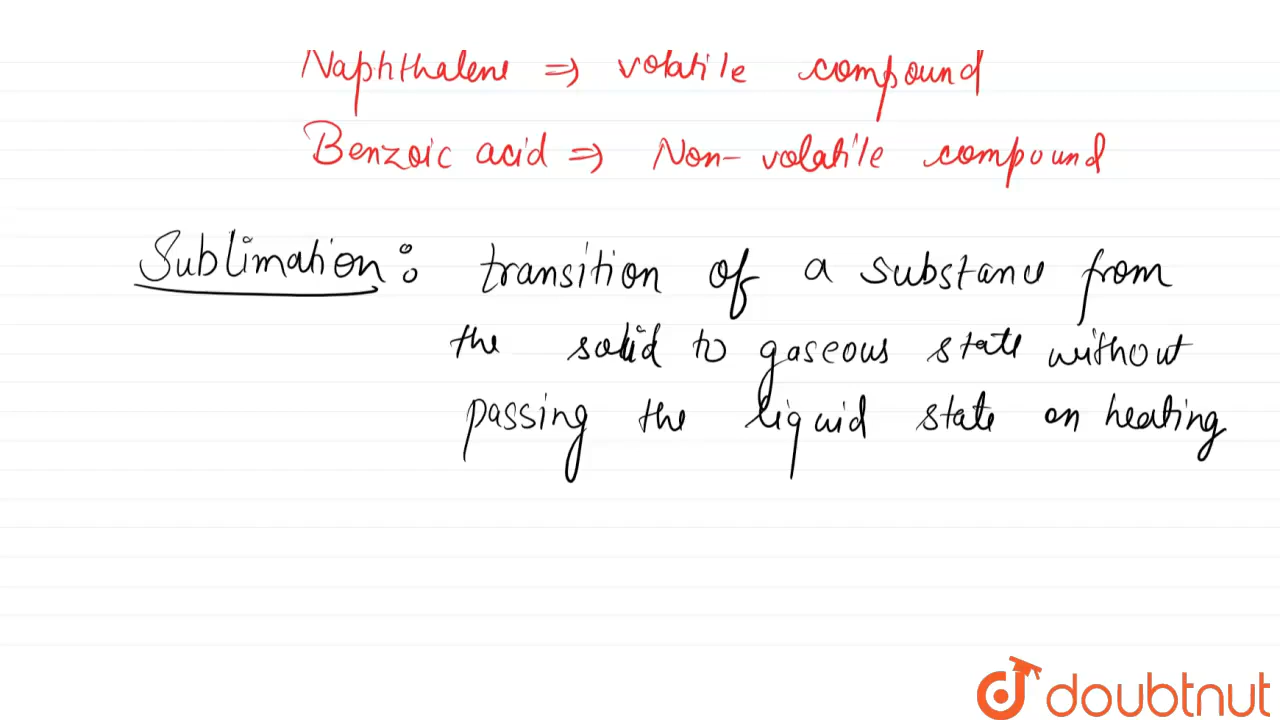 Naphthalene ⇒ volatile compound
Benzoic acid ⇒ Non-volatile compound
Sublimation: transition of a substance from
the solid to gaseous state without
passing the liquid state on heating
doubtnut